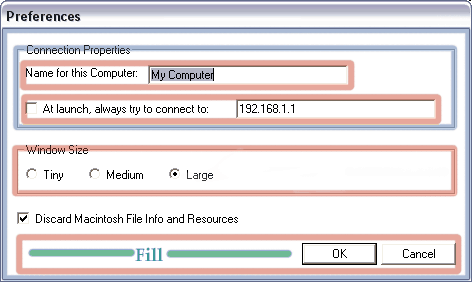 Preferences
Connection Properties
Name for this Computer: My Computer
At launch, always try to connect to: 192.168.1.1
Window Size
Tiny Medium Large
Discard Macintosh File Info and Resources
Fill OK Cancel